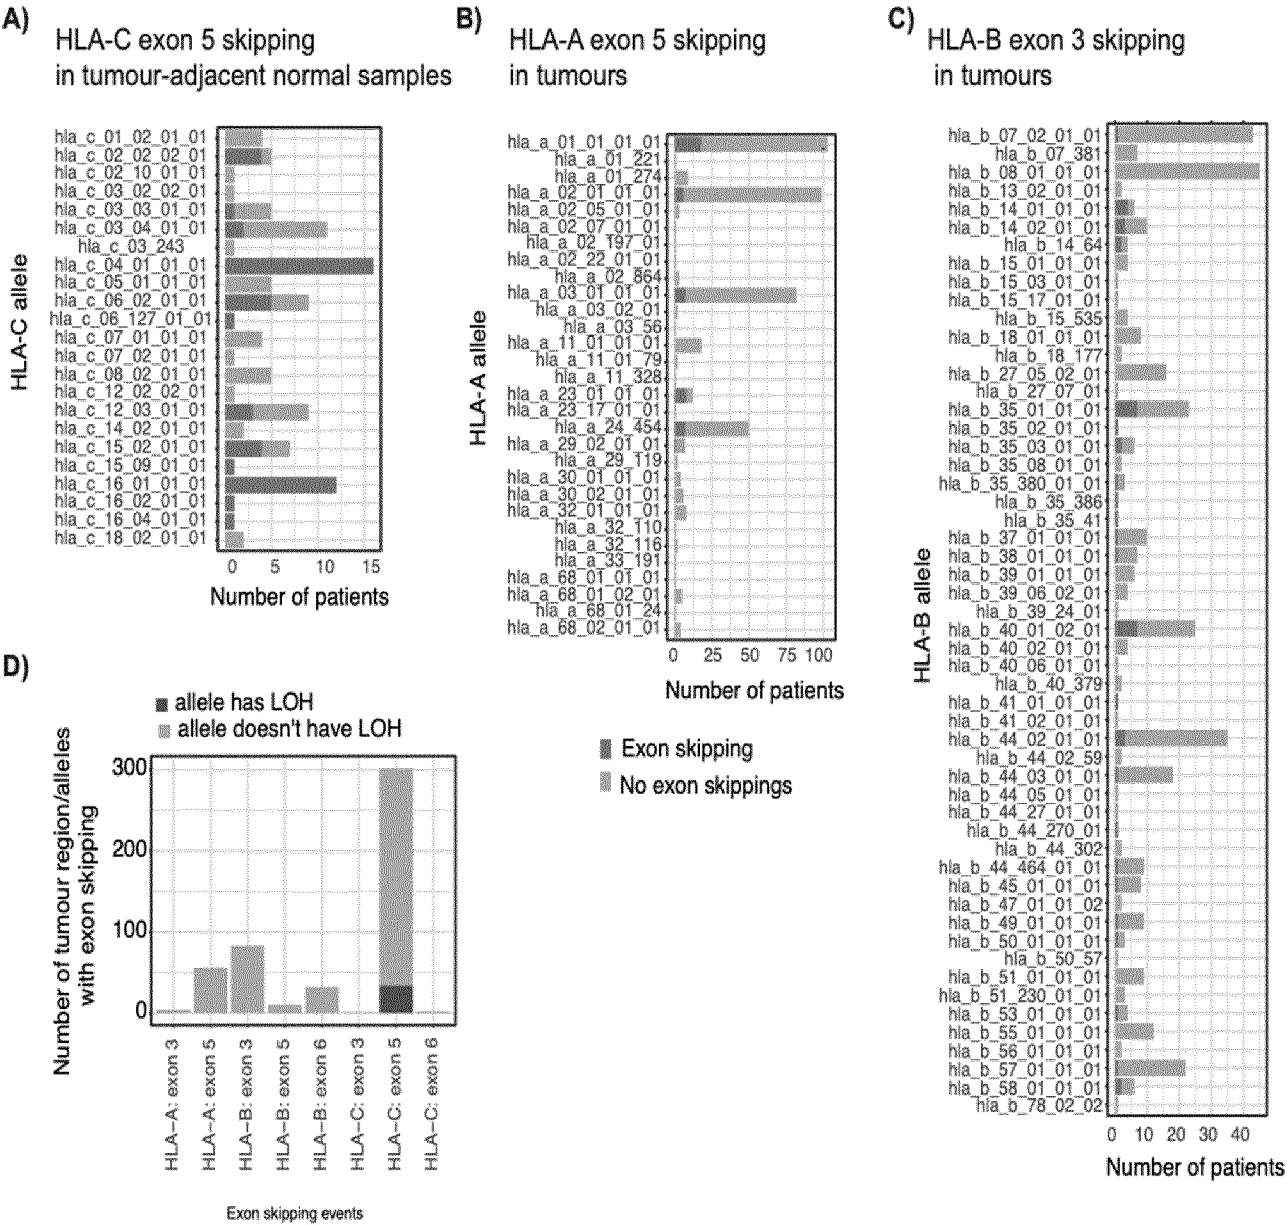 A)
HLA-C exon 5 skipping
in tumour-adjacent normal samples
HLA-C allele
hla_c_01_02_01_01
hla_c_02_02_02_01
hla_c_02_10_01_01
hla_c_03_02_02_01
hla_c_03_03_01_01
hla_c_03_04_01_01
hla_c_03_243
hla_c_04_01_01_01
hla_c_05_01_01_01
hla_c_06_02_01_01
hla_c_06_127_01_01
hla_c_07_01_01_01
hla_c_07_02_01_01
hla_c_08_02_01_01
hla_c_12_02_02_01
hla_c_12_03_01_01
hla_c_14_02_01_01
hla_c_15_02_01_01
hla_c_15_09_01_01
hla_c_16_01_01_01
hla_c_16_02_01_01
hla_c_16_04_01_01
hla_c_18_02_01_01
0 5 10 15
Number of patients
B)
HLA-A exon 5 skipping
in tumours
HLA-A allele
hla_a_01_01_01_01
hla_a_01_221
hla_a_01_274
hla_a_02_01_01_01
hla_a_02_05_01_01
hla_a_02_07_01_01
hla_a_02_197_01
hla_a_02_22_01_01
hla_a_02_864
hla_a_03_01_01_01
hla_a_03_02_01
hla_a_03_56
hla_a_11_01_01_01
hla_a_11_01_79
hla_a_11_328
hla_a_23_01_01_01
hla_a_23_17_01_01
hla_a_24_454
hla_a_29_02_01_01
hla_a_29_119
hla_a_30_01_01_01
hla_a_30_02_01_01
hla_a_32_01_01_01
hla_a_32_110
hla_a_32_116
hla_a_33_191
hla_a_68_01_01_01
hla_a_68_01_02_01
hla_a_68_01_24
hla_a_68_02_01_01
0 25 50 75 100
Number of patients
Exon skipping
No exon skippings
C)
HLA-B exon 3 skipping
in tumours
HLA-B allele
hla_b_07_02_01_01
hla_b_07_381
hla_b_08_01_01_01
hla_b_13_02_01_01
hla_b_14_01_01_01
hla_b_14_02_01_01
hla_b_14_64
hla_b_15_01_01_01
hla_b_15_03_01_01
hla_b_15_17_01_01
hla_b_15_535
hla_b_18_01_01_01
hla_b_18_177
hla_b_27_05_02_01
hla_b_27_07_01
hla_b_35_01_01_01
hla_b_35_02_01_01
hla_b_35_03_01_01
hla_b_35_08_01_01
hla_b_35_380_01_01
hla_b_35_386
hla_b_35_41
hla_b_37_01_01_01
hla_b_38_01_01_01
hla_b_39_01_01_01
hla_b_39_06_02_01
hla_b_39_24_01
hla_b_40_01_02_01
hla_b_40_02_01_01
hla_b_40_06_01_01
hla_b_40_379
hla_b_41_01_01_01
hla_b_41_02_01_01
hla_b_44_02_01_01
hla_b_44_02_59
hla_b_44_03_01_01
hla_b_44_05_01_01
hla_b_44_27_01_01
hla_b_44_270_01
hla_b_44_302
hla_b_44_464_01_01
hla_b_45_01_01_01
hla_b_47_01_01_02
hla_b_49_01_01_01
hla_b_50_01_01_01
hla_b_50_57
hla_b_51_01_01_01
hla_b_51_230_01_01
hla_b_53_01_01_01
hla_b_55_01_01_01
hla_b_56_01_01_01
hla_b_57_01_01_01
hla_b_58_01_01_01
hla_b_78_02_02
0 10 20 30 40
Number of patients
D)
allele has LOH
allele doesn't have LOH
Number of tumour region/alleles
with exon skipping
300
200
100
0
HLA-A: exon 3
HLA-A: exon 5
HLA-B: exon 3
HLA-B: exon 5
HLA-B: exon 6
HLA-C: exon 3
HLA-C: exon 5
HLA-C: exon 6
Exon skipping events